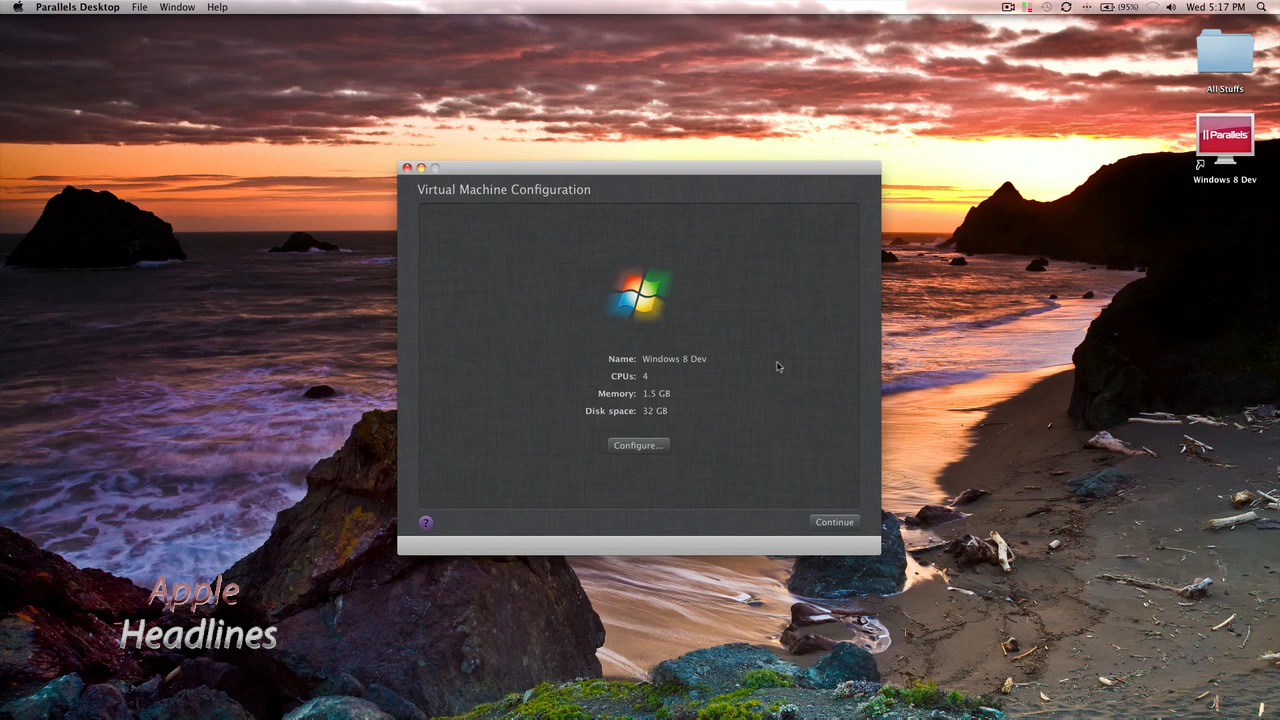 Parallels Desktop File Window Help (95%) Wed 5:17 PM
All Stuffs
|| Parallels
Windows 8 Dev
Virtual Machine Configuration
Name: Windows 8 Dev
CPUs: 4
Memory: 1.5 GB
Disk space: 32 GB
Configure...
? Continue
Apple
Headlines